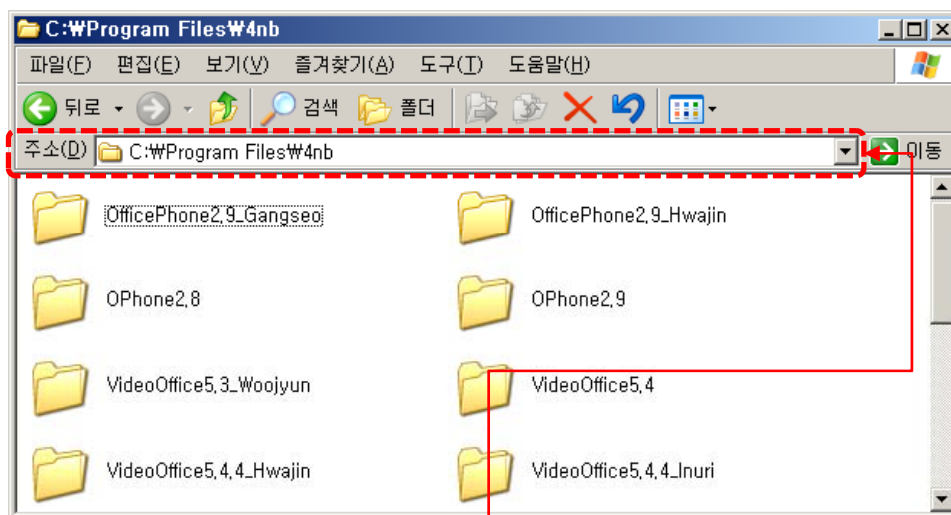 C:₩Program Files₩4nb
파일(F) 편집(E) 보기(V) 즐겨찾기(A) 도구(T) 도움말(H)
뒤로 검색 폴더
주소(D) C:₩Program Files₩4nb 이동
OfficePhone2,9_Gangseo OfficePhone2,9_Hwajin
OPhone2,8 OPhone2,9
VideoOffice5,3_Woojyun VideoOffice5,4
VideoOffice5,4,4_Hwajin VideoOffice5,4,4_Inuri